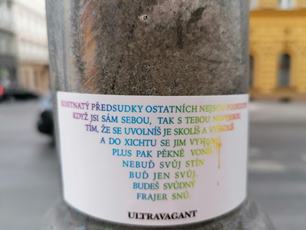 KOSTNATÝ PŘEDSUDKY OSTATNÍCH NEJSOU
KDYŽ JSI SÁM SEBOU, TAK S TEBOU
TÍM, ŽE SE UVOLNÍŠ JE SKOLÍŠ A
A DO XICHTU SE JIM
PLUS PAK PĚKNĚ
NEBUĎ SVŮJ STÍN
BUĎ JEN SVŮJ.
BUDEŠ SVŮDNÝ
FRAJER SNŮ.
ULTRAVAGANT